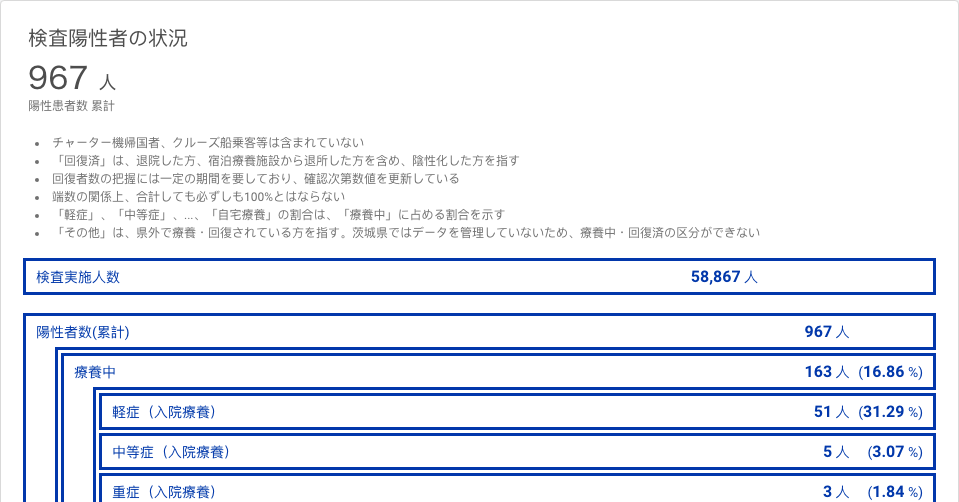 検査陽性者の状況
967 人
陽性患者数 累計
• チャーター機帰国者、クルーズ船乗客等は含まれていない
• 「回復済」は、退院した方、宿泊療養施設から退所した方を含め、陰性化した方を指す
• 回復者数の把握には一定の期間を要しており、確認次第数値を更新している
• 端数の関係上、合計しても必ずしも100%とはならない
• 「軽症」、「中等症」、...、「自宅療養」の割合は、「療養中」に占める割合を示す
• 「その他」は、県外で療養・回復されている方を指す。茨城県ではデータを管理していないため、療養中・回復済の区分ができない
検査実施人数 58,867 人
陽性者数(累計) 967 人
療養中 163 人 (16.86 %)
軽症（入院療養） 51 人 (31.29 %)
中等症（入院療養） 5 人 (3.07 %)
重症（入院療養） 3 人 (1.84 %)